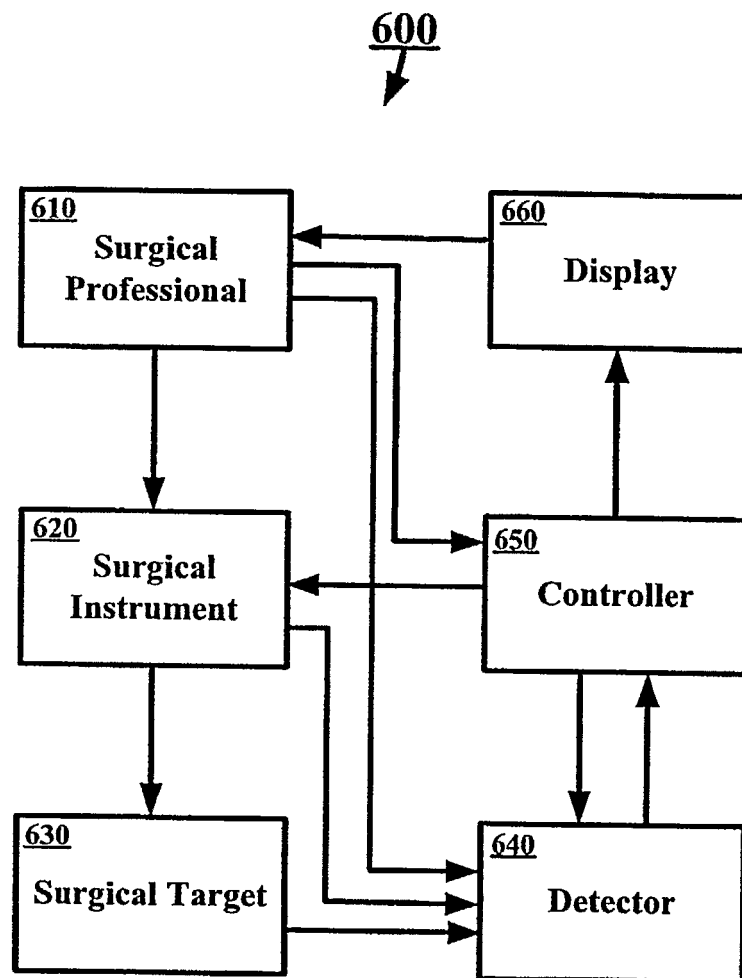 600
610
Surgical
Professional
660
Display
620
Surgical
Instrument
650
Controller
630
Surgical Target
640
Detector